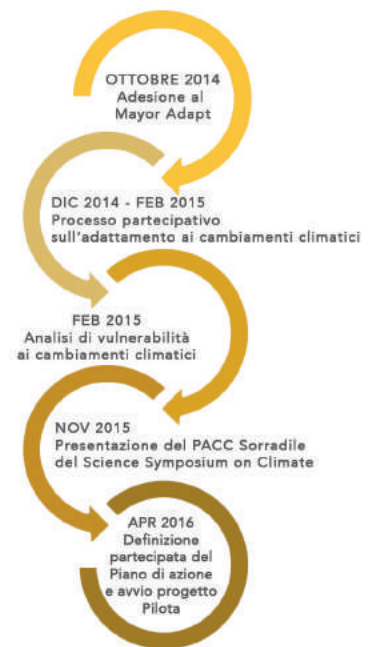 OTTOBRE 2014
Adesione al
Mayor Adapt
DIC 2014 - FEB 2015
Processo partecipativo
sull'adattamento ai cambiamenti climatici
FEB 2015
Analisi di vulnerabilità
ai cambiamenti climatici
NOV 2015
Presentazione del PACC Sorradile
del Science Symposium on Climate
APR 2016
Definizione
partecipata del
Piano di azione
e avvio progetto
Pilota